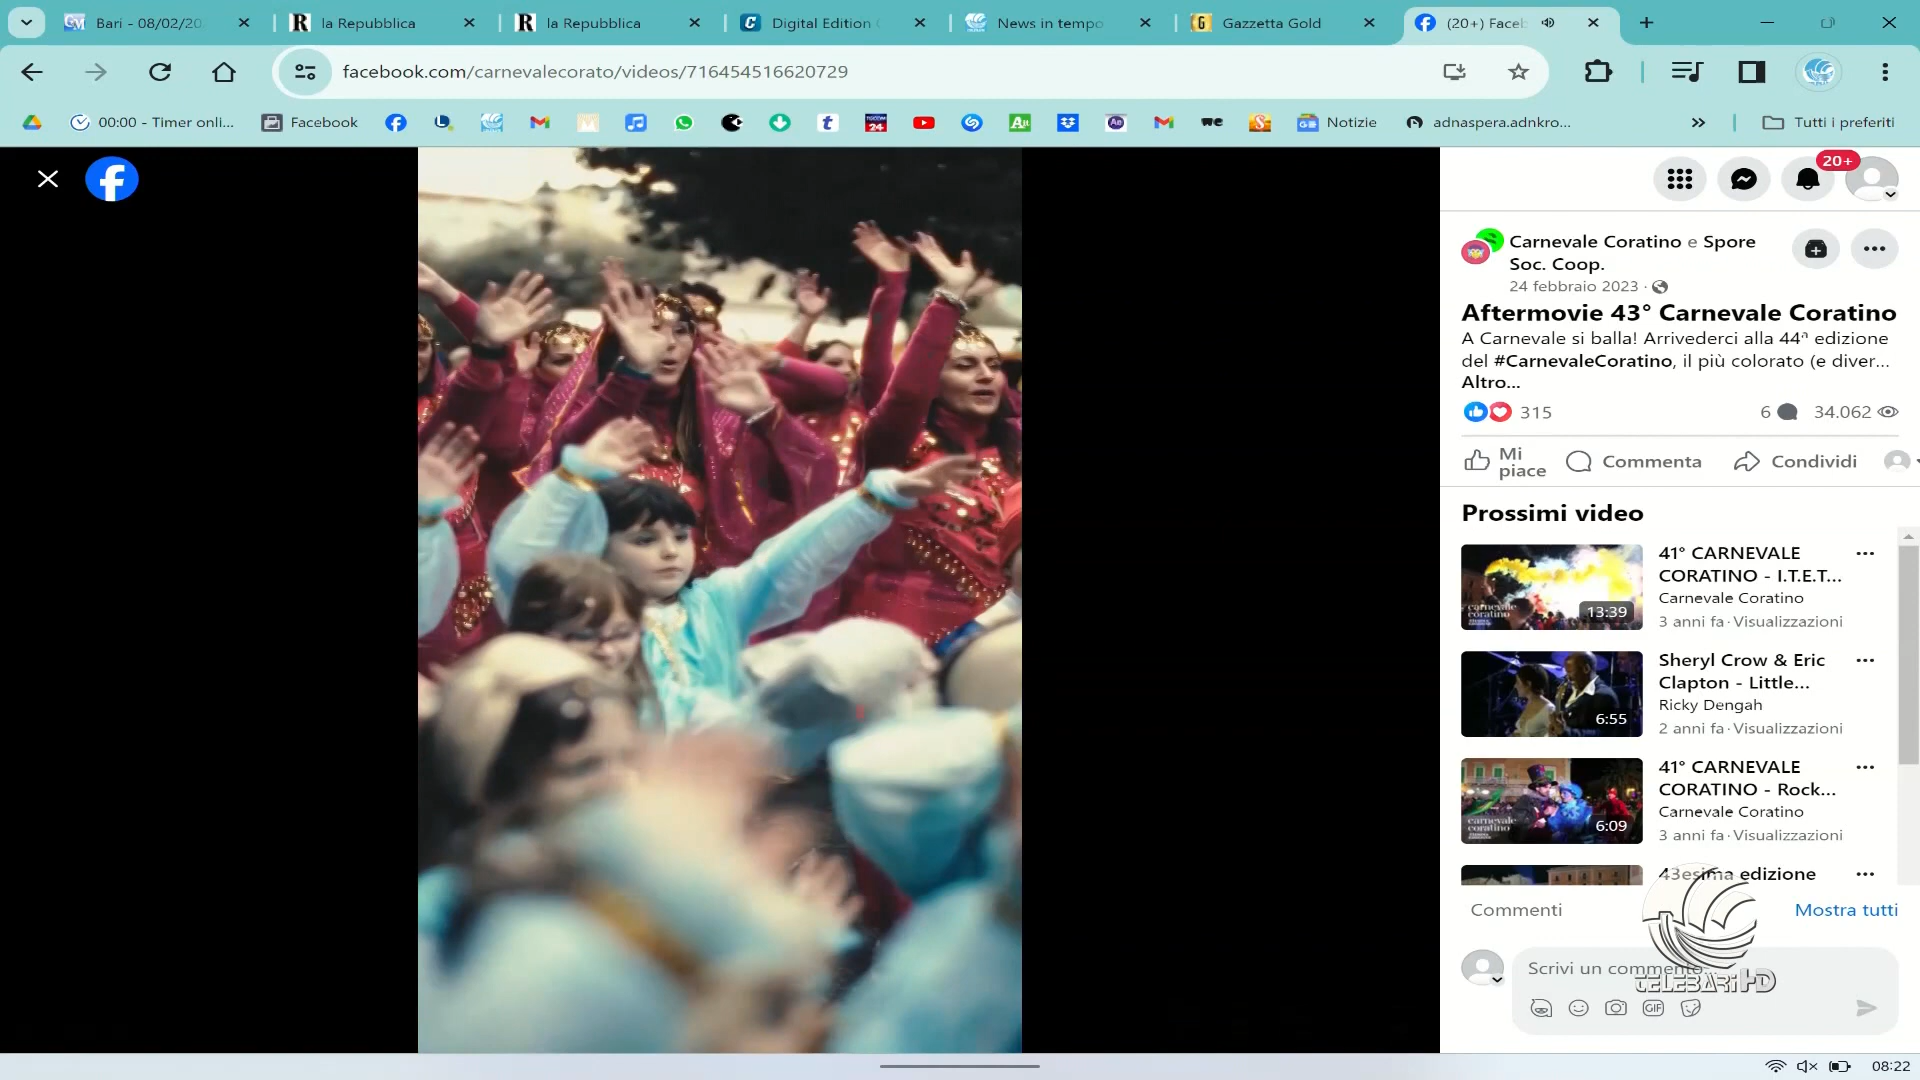 Bari - 08/02/20
la Repubblica
la Repubblica
Digital Edition
News in tempo
Gazzetta Gold
(20+) Faceb
facebook.com/carnevalecorato/videos/716454516620729
00:00 - Timer onli...
Facebook
Notizie
adnaspera.adnkro...
Tutti i preferiti
20+
Carnevale Coratino e Spore
Soc. Coop.
24 febbraio 2023 ·
Aftermovie 43° Carnevale Coratino
A Carnevale si balla! Arrivederci alla 44ª edizione
del #CarnevaleCoratino, il più colorato (e diver...
Altro...
315
6
34.062
Mi
piace
Commenta
Condividi
Prossimi video
41° CARNEVALE
CORATINO - I.T.E.T...
Carnevale Coratino
3 anni fa · Visualizzazioni
carnevale
coratino
13:39
Sheryl Crow & Eric
Clapton - Little...
Ricky Dengah
2 anni fa · Visualizzazioni
6:55
41° CARNEVALE
CORATINO - Rock...
Carnevale Coratino
3 anni fa · Visualizzazioni
carnevale
coratino
6:09
43esima edizione
Commenti
Mostra tutti
Scrivi un commento...
TELEBARI HD
GIF
08:22